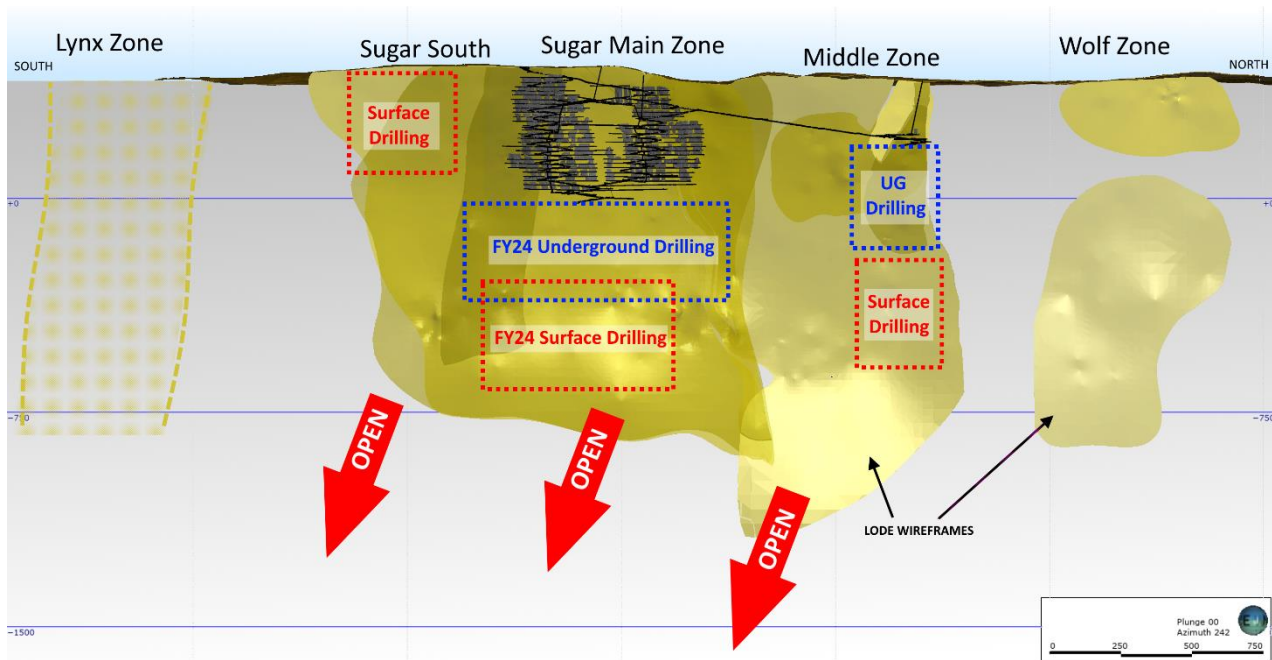 Lynx Zone
Sugar South
Sugar Main Zone
Middle Zone
Wolf Zone
SOUTH
NORTH
Surface
Drilling
UG
Drilling
+0
+0
FY24 Underground Drilling
Surface
Drilling
FY24 Surface Drilling
-750
-750
OPEN
OPEN
OPEN
LODE WIREFRAMES
-1500
Plunge 00
Azimuth 242
0 250 500 750